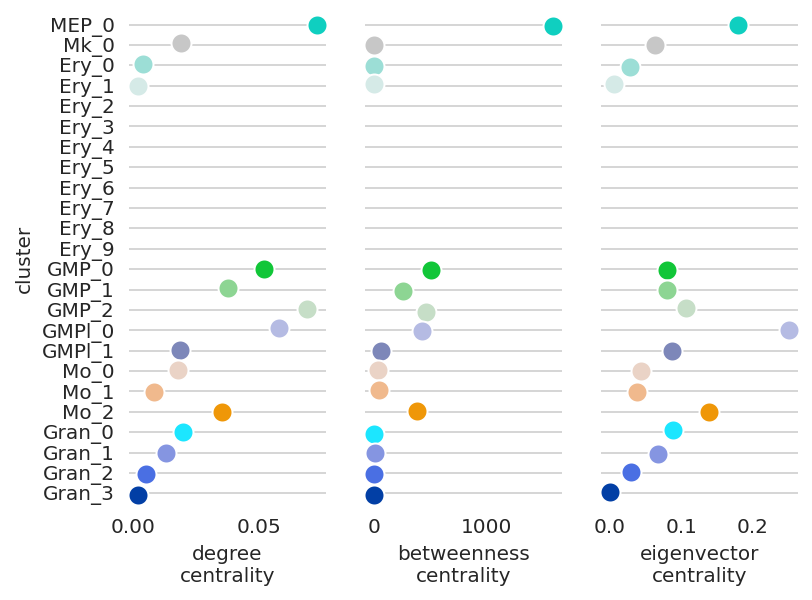 MEP_0
Mk_0
Ery_0
Ery_1
Ery_2
Ery_3
Ery_4
Ery_5
Ery_6
Ery_7
Ery_8
Ery_9
GMP_0
GMP_1
GMP_2
GMPl_0
GMPl_1
Mo_0
Mo_1
Mo_2
Gran_0
Gran_1
Gran_2
Gran_3
cluster
0.00 0.05
degree
centrality
0 1000
betweenness
centrality
0.0 0.1 0.2
eigenvector
centrality